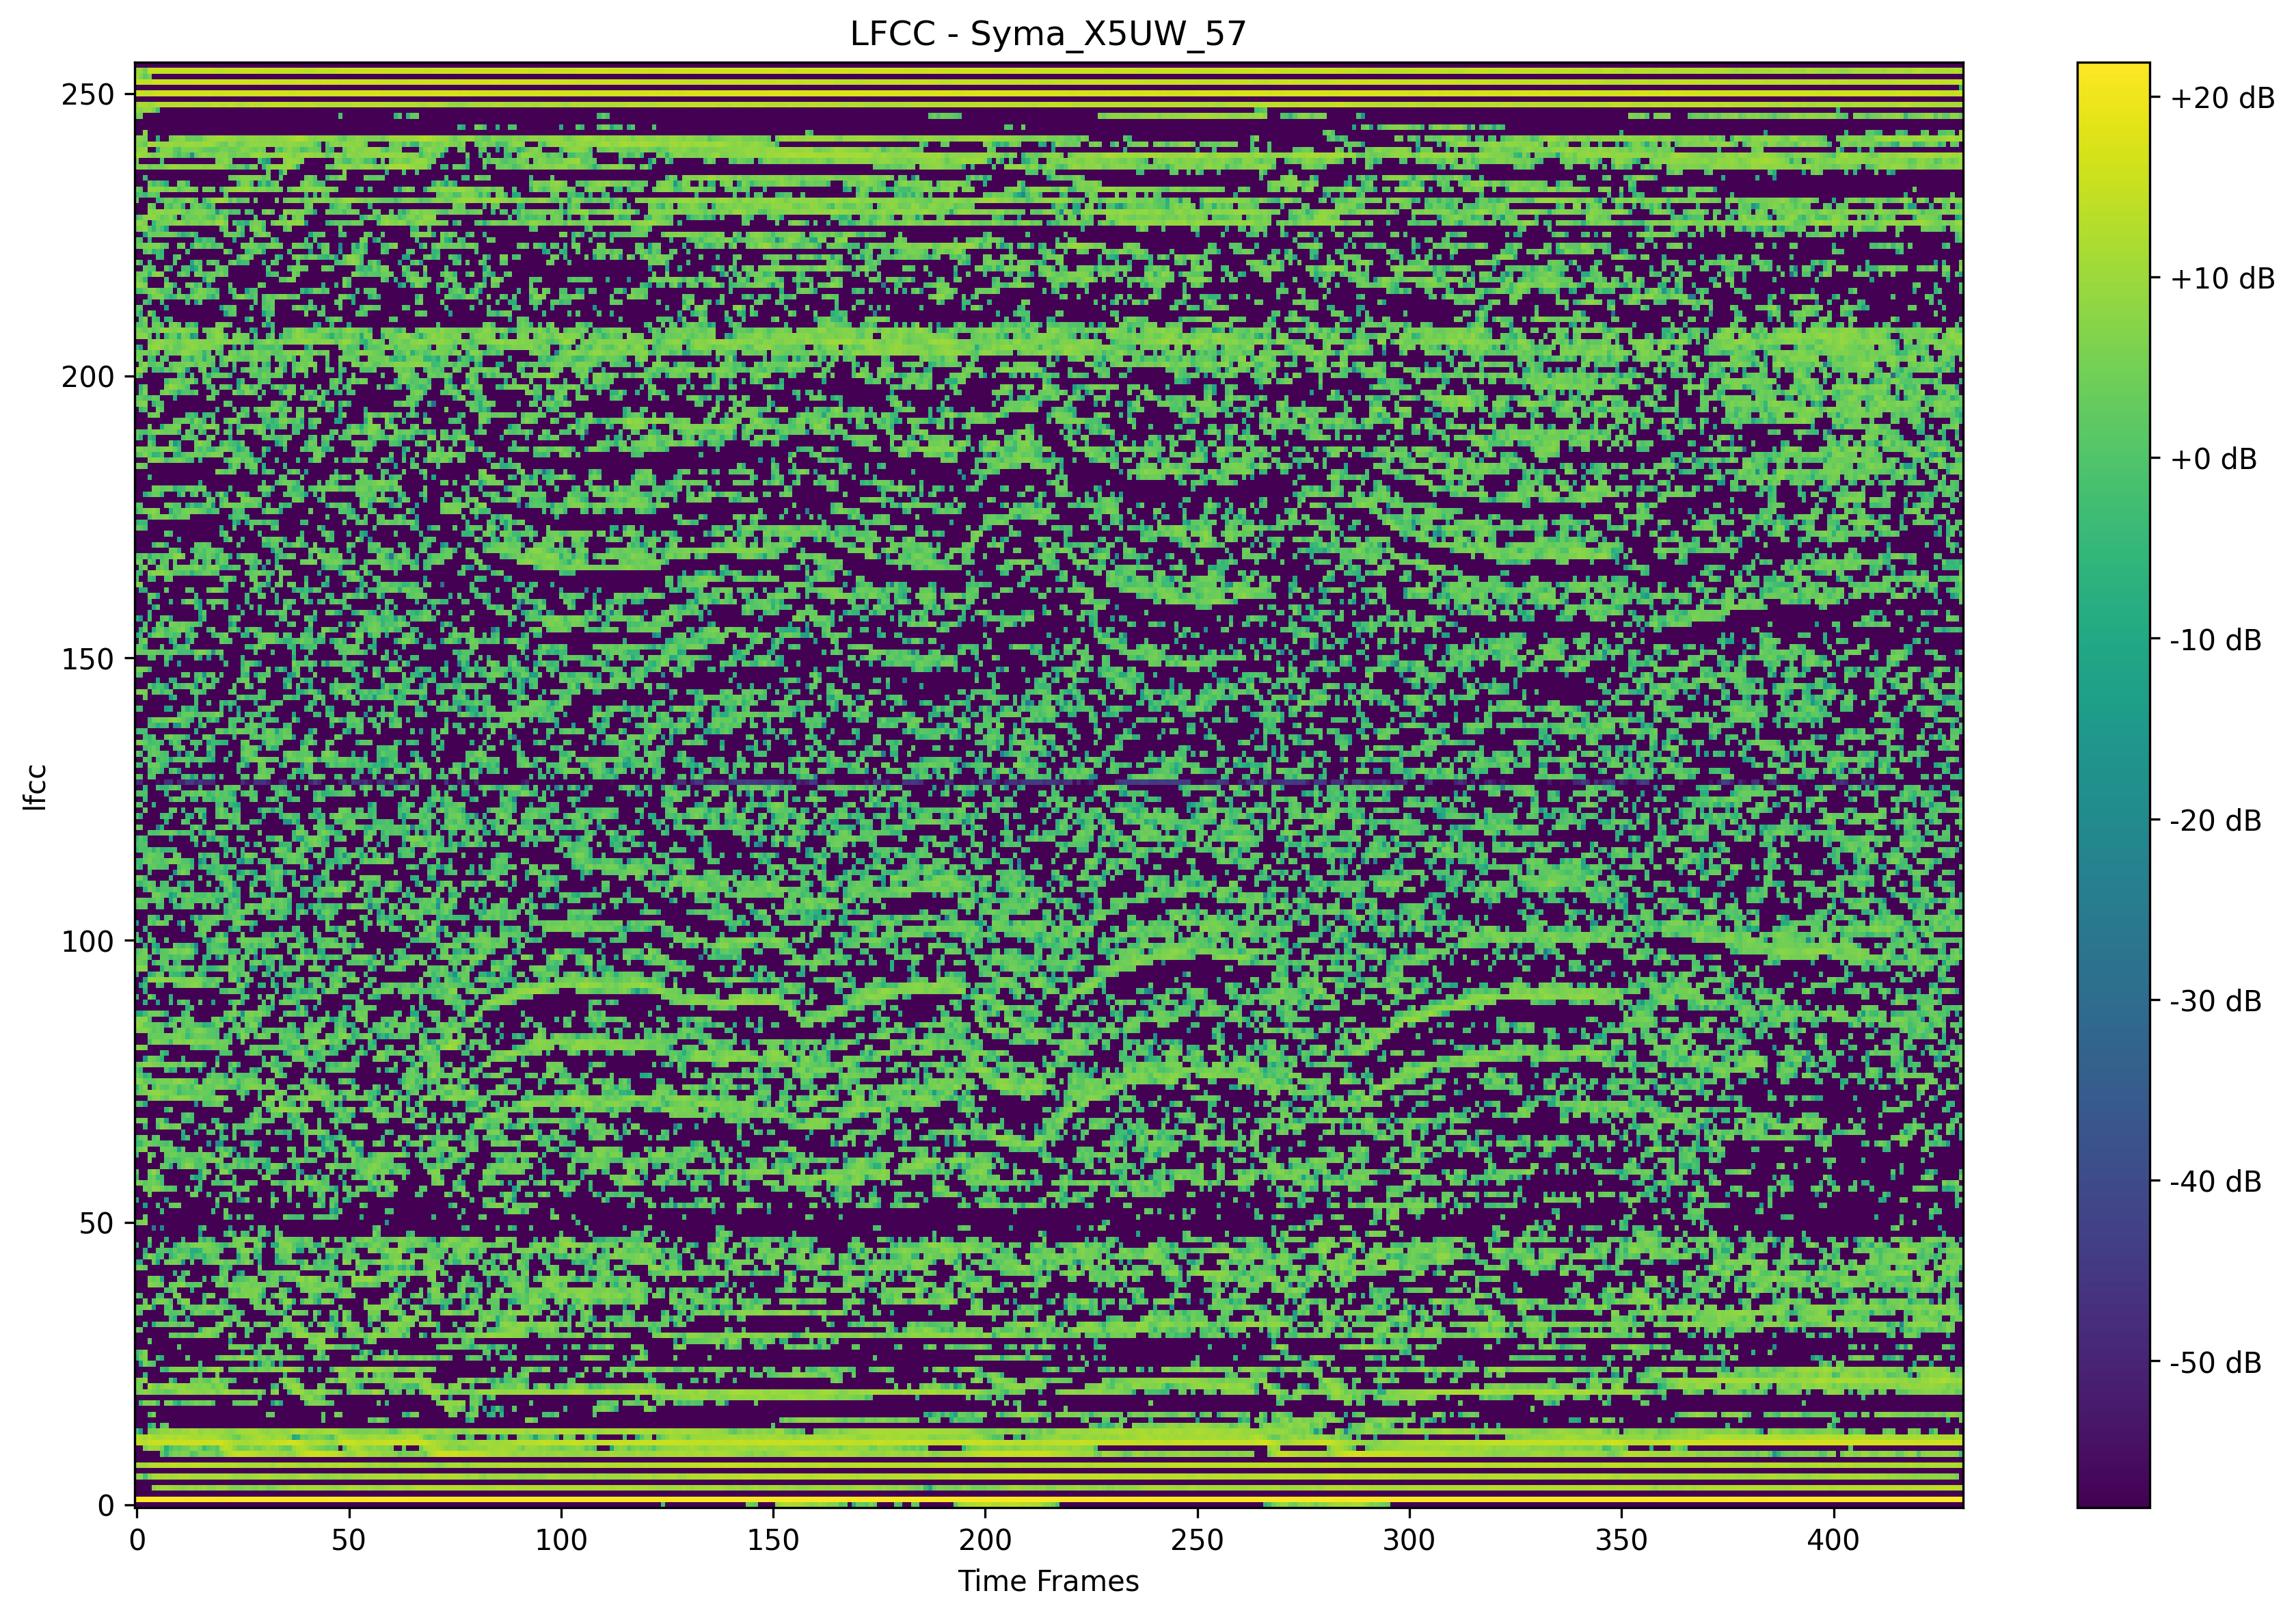 LFCC - Syma_X5UW_57
250
200
150
100
50
0
lfcc
0 50 100 150 200 250 300 350 400
Time Frames
+20 dB
+10 dB
+0 dB
-10 dB
-20 dB
-30 dB
-40 dB
-50 dB